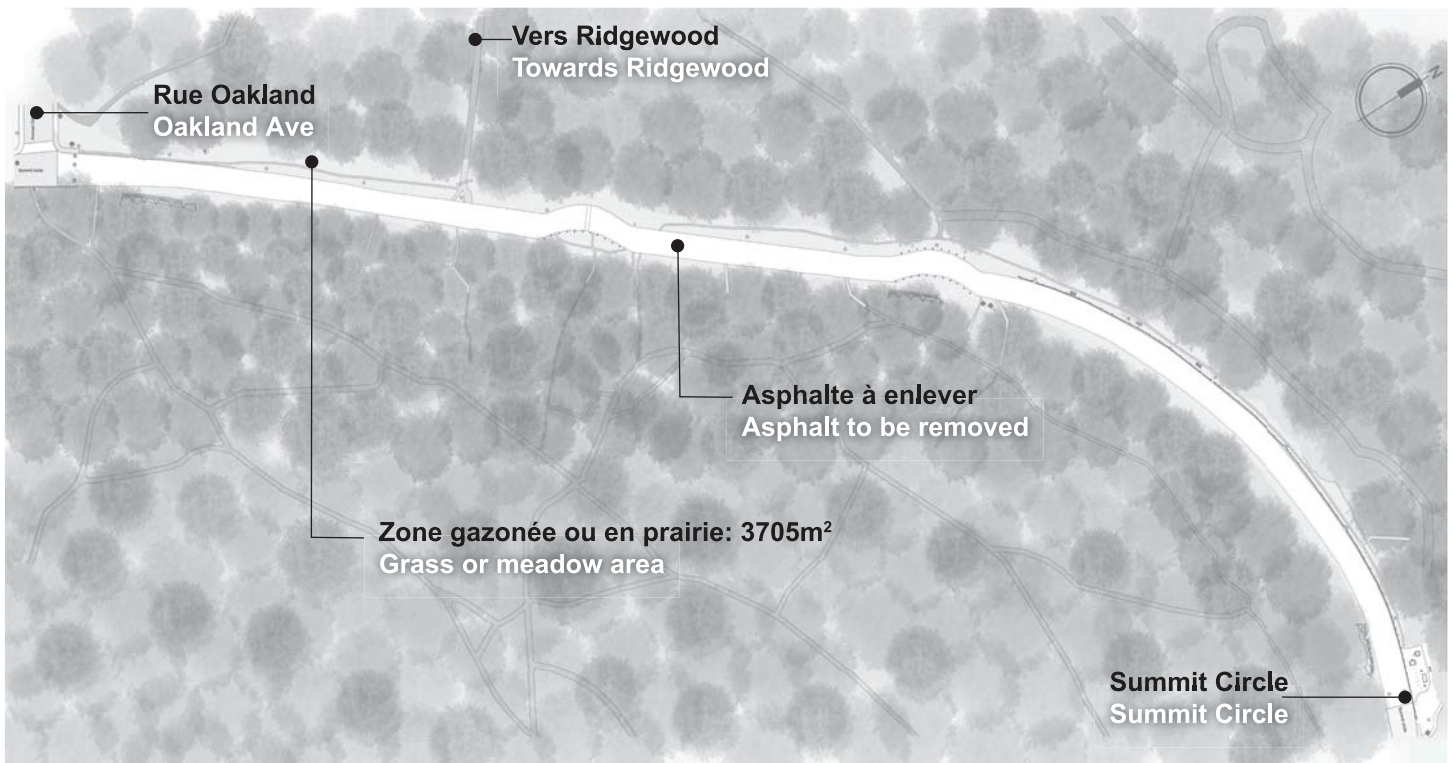 Vers Ridgewood
Towards Ridgewood
Rue Oakland
Oakland Ave
N
Asphalte à enlever
Asphalt to be removed
Zone gazonée ou en prairie: 3705m²
Grass or meadow area
Summit Circle
Summit Circle